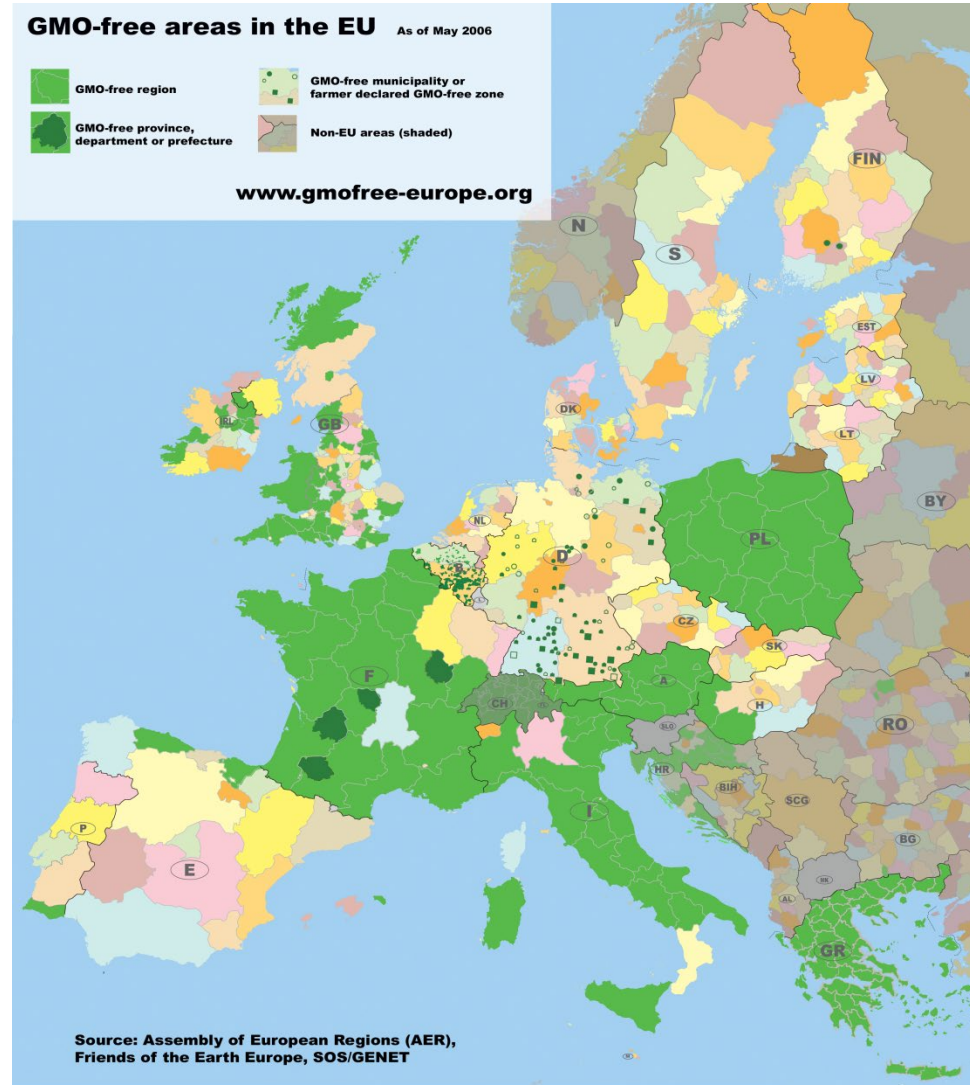 GMO-free areas in the EU As of May 2006
GMO-free region
GMO-free municipality or
farmer declared GMO-free zone
GMO-free province,
department or prefecture
Non-EU areas (shaded)
www.gmofree-europe.org
FIN
N
S
EST
LV
DK
LT
IRL
GB
BY
NL
PL
D
B
CZ
SK
F
A
CH
H
SLO
RO
HR
BIH
SCG
I
P
BG
E
AL
GR
Source: Assembly of European Regions (AER),
Friends of the Earth Europe, SOS/GENET